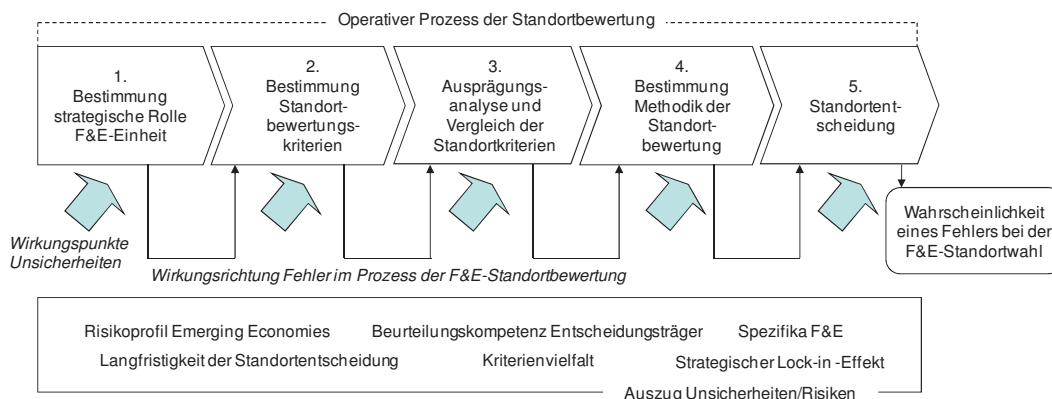 Operativer Prozess der Standortbewertung
1.
Bestimmung
strategische Rolle
F&E-Einheit
2.
Bestimmung
Standort-
bewertungs-
kriterien
3.
Ausprägungs-
analyse und
Vergleich der
Standortkriterien
4.
Bestimmung
Methodik der
Standort-
bewertung
5.
Standortent-
scheidung
Wirkungspunkte
Unsicherheiten
Wirkungsrichtung Fehler im Prozess der F&E-Standortbewertung
Wahrscheinlichkeit
eines Fehlers bei der
F&E-Standortwahl
Risikoprofil Emerging Economies Beurteilungskompetenz Entscheidungsträger Spezifika F&E
Langfristigkeit der Standortentscheidung Kriterienvielfalt Strategischer Lock-in -Effekt
Auszug Unsicherheiten/Risiken